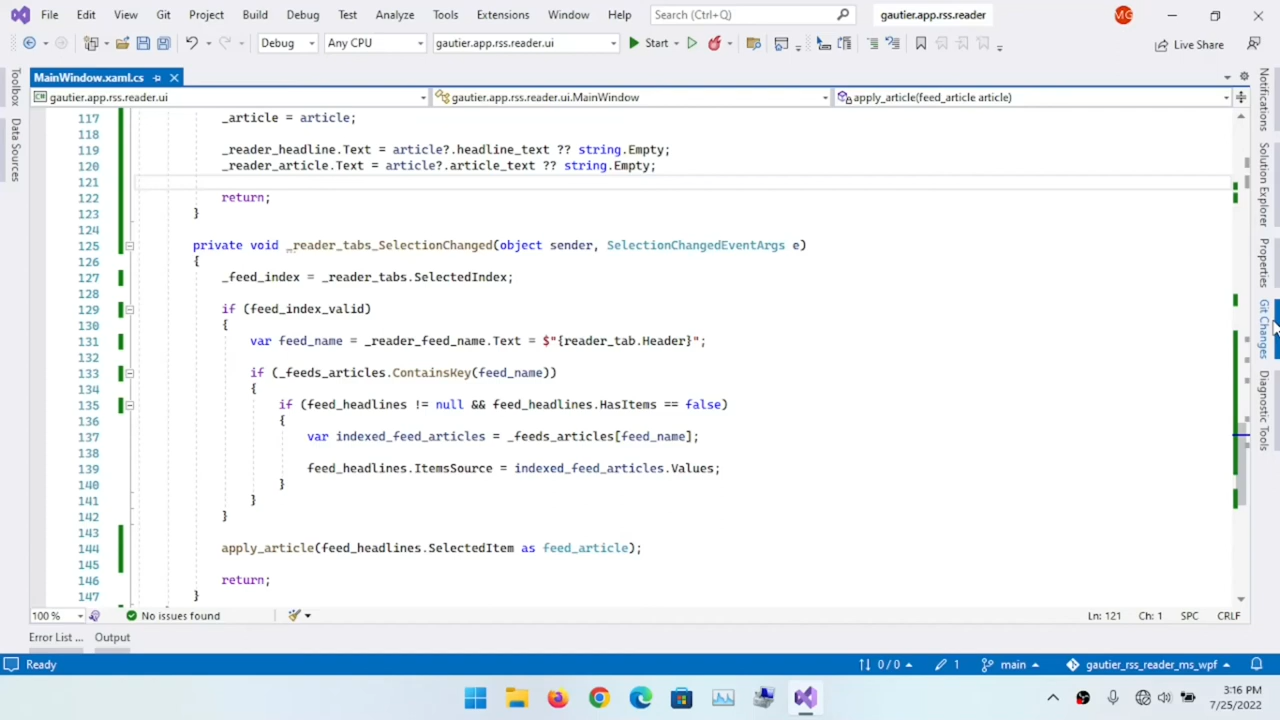 File Edit View Git Project Build Debug Test Analyze Tools Extensions Window Help Search (Ctrl+Q) gautier.app.rss.reader MG
Debug Any CPU gautier.app.rss.reader.ui Start Live Share
MainWindow.xaml.cs
gautier.app.rss.reader.ui gautier.app.rss.reader.ui.MainWindow apply_article(feed_article article)
Toolbox
Data Sources
117 _article = article;
118
119 _reader_headline.Text = article?.headline_text ?? string.Empty;
120 _reader_article.Text = article?.article_text ?? string.Empty;
121
122 return;
123 }
124
125 private void _reader_tabs_SelectionChanged(object sender, SelectionChangedEventArgs e)
126 {
127 _feed_index = _reader_tabs.SelectedIndex;
128
129 if (feed_index_valid)
130 {
131 var feed_name = _reader_feed_name.Text = $"{reader_tab.Header}";
132
133 if (_feeds_articles.ContainsKey(feed_name))
134 {
135 if (feed_headlines != null && feed_headlines.HasItems == false)
136 {
137 var indexed_feed_articles = _feeds_articles[feed_name];
138
139 feed_headlines.ItemsSource = indexed_feed_articles.Values;
140 }
141 }
142 }
143
144 apply_article(feed_headlines.SelectedItem as feed_article);
145
146 return;
147 }
Notifications
Solution Explorer
Properties
Git Changes
Diagnostic Tools
100 % No issues found Ln: 121 Ch: 1 SPC CRLF
Error List ... Output
Ready 0 / 0 1 main gautier_rss_reader_ms_wpf
3:16 PM
7/25/2022